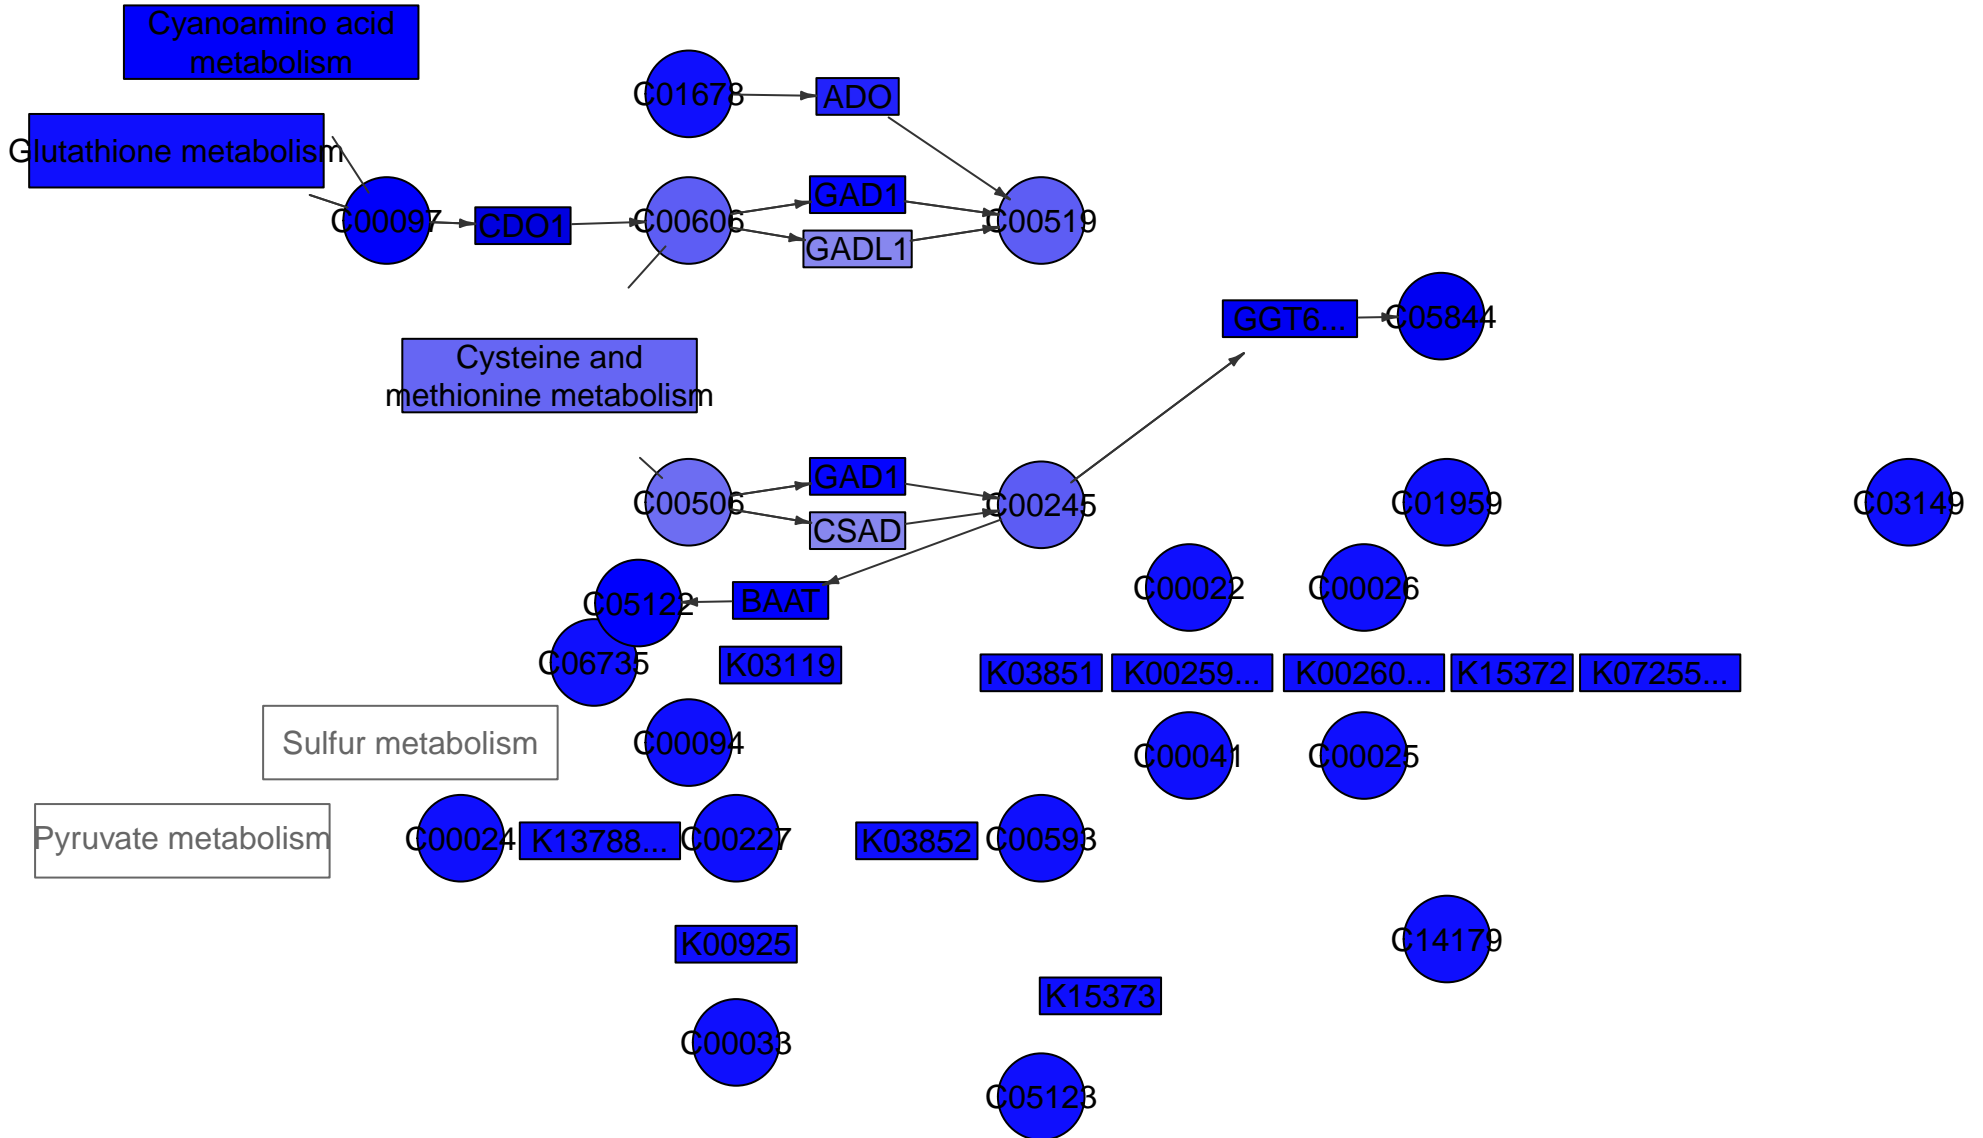 Cyanoamino acid
metabolism
C01678
ADO
Glutathione metabolism
C00097
CDO1
C00606
GAD1
GADL1
C00519
GGT6...
C05844
Cysteine and
methionine metabolism
C00506
GAD1
CSAD
C00245
C01959
C03149
C05122
BAAT
C00022
C00026
C06735
K03119
K03851
K00259...
K00260...
K15372
K07255...
Sulfur metabolism
C00094
C00041
C00025
Pyruvate metabolism
C00024
K13788...
C00227
K03852
C00593
K00925
C14179
K15373
C00033
C05123